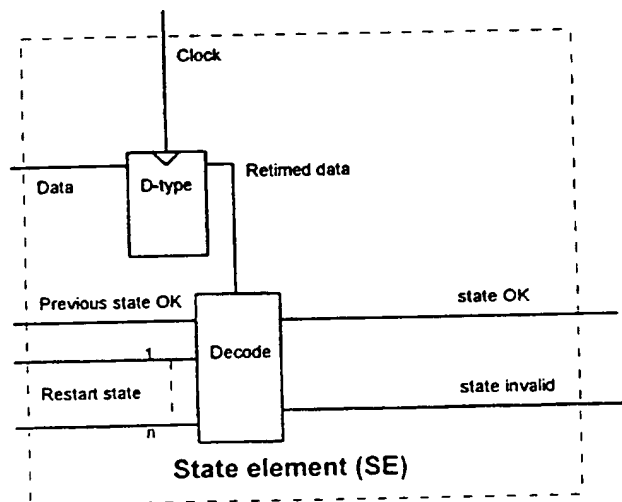 Clock
Data
D-type
Retimed data
Previous state OK
state OK
1
Decode
Restart state
state invalid
n
State element (SE)